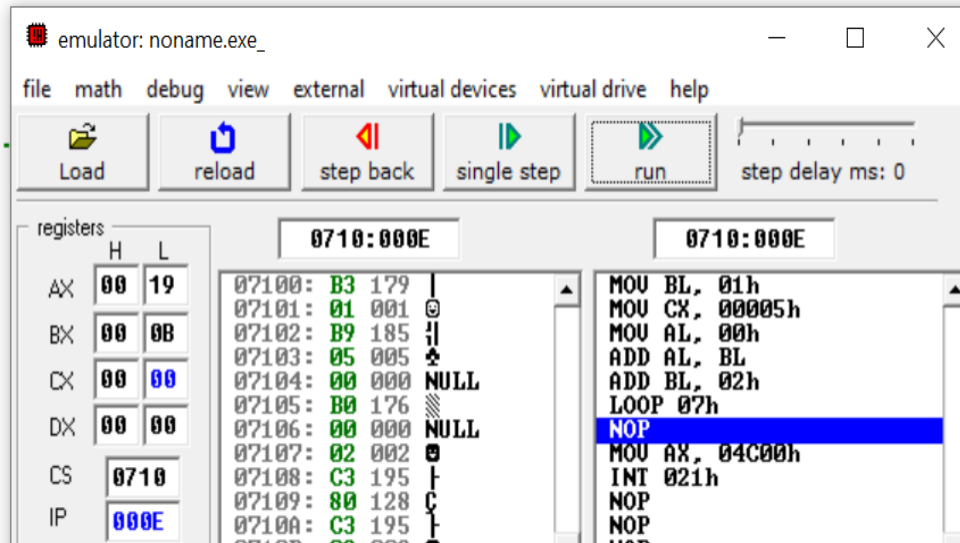 emulator: noname.exe_
file math debug view external virtual devices virtual drive help
Load reload step back single step run step delay ms: 0
registers
H L
0710:000E 0710:000E
AX 00 19
BX 00 0B
CX 00 00
DX 00 00
CS 0710
IP 000E
07100: B3 179
07101: 01 001 ☺
07102: B9 185 ╣
07103: 05 005 ♣
07104: 00 000 NULL
07105: B0 176 ░
07106: 00 000 NULL
07107: 02 002 ☻
07108: C3 195 ├
07109: 80 128 Ç
0710A: C3 195 ├
MOV BL, 01h
MOV CX, 00005h
MOV AL, 00h
ADD AL, BL
ADD BL, 02h
LOOP 07h
NOP
MOV AX, 04C00h
INT 021h
NOP
NOP